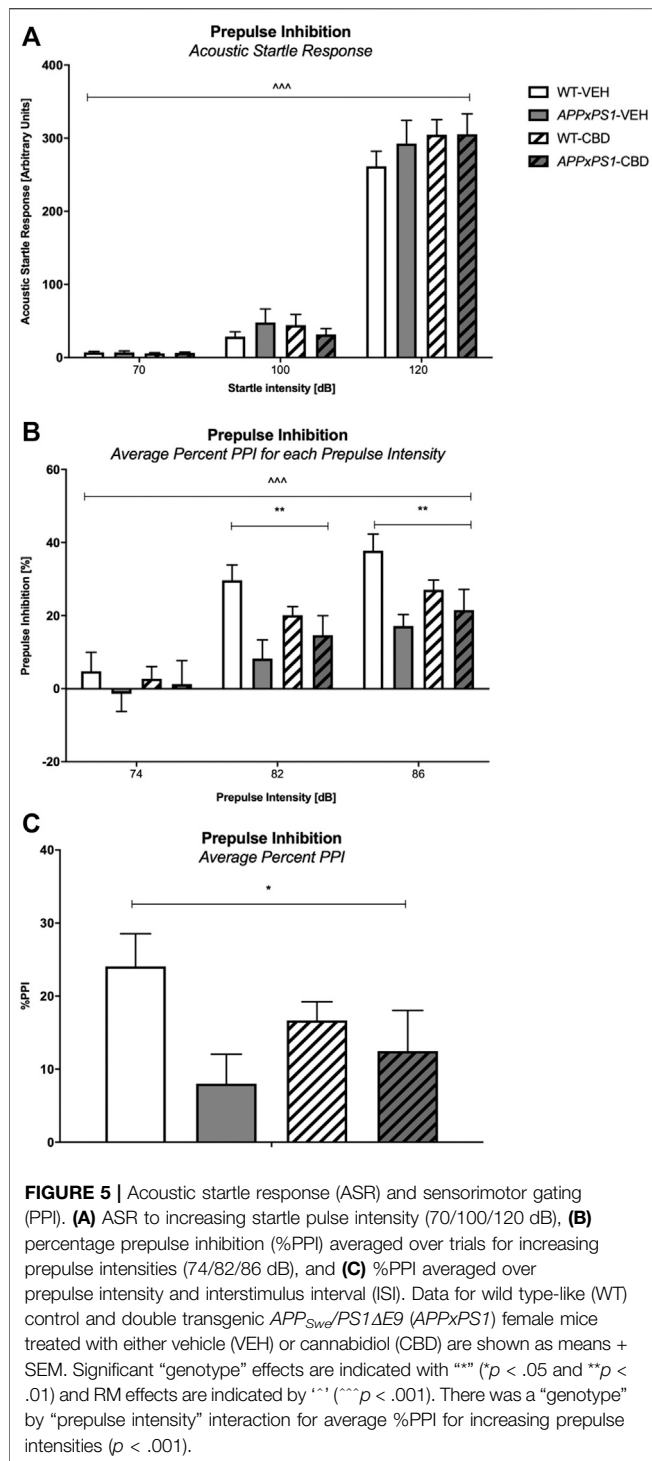 A
Prepulse Inhibition
Acoustic Startle Response
400
300
200
100
0
Acoustic Startle Response [Arbitrary Units]
^^^
70
100
120
Startle intensity [dB]
WT-VEH
APPxPS1-VEH
WT-CBD
APPxPS1-CBD
B
Prepulse Inhibition
Average Percent PPI for each Prepulse Intensity
60
40
20
0
-20
Prepulse Inhibition [%]
^^^
**
**
74
82
86
Prepulse Intensity [dB]
C
Prepulse Inhibition
Average Percent PPI
40
30
20
10
0
%PPI
*
FIGURE 5 | Acoustic startle response (ASR) and sensorimotor gating
(PPI). (A) ASR to increasing startle pulse intensity (70/100/120 dB), (B)
percentage prepulse inhibition (%PPI) averaged over trials for increasing
prepulse intensities (74/82/86 dB), and (C) %PPI averaged over
prepulse intensity and interstimulus interval (ISI). Data for wild type-like (WT)
control and double transgenic APPSwe/PS1ΔE9 (APPxPS1) female mice
treated with either vehicle (VEH) or cannabidiol (CBD) are shown as means +
SEM. Significant “genotype” effects are indicated with “*” (*p < .05 and **p <
.01) and RM effects are indicated by ‘^’ (^^^p < .001). There was a “genotype”
by “prepulse intensity” interaction for average %PPI for increasing prepulse
intensities (p < .001).